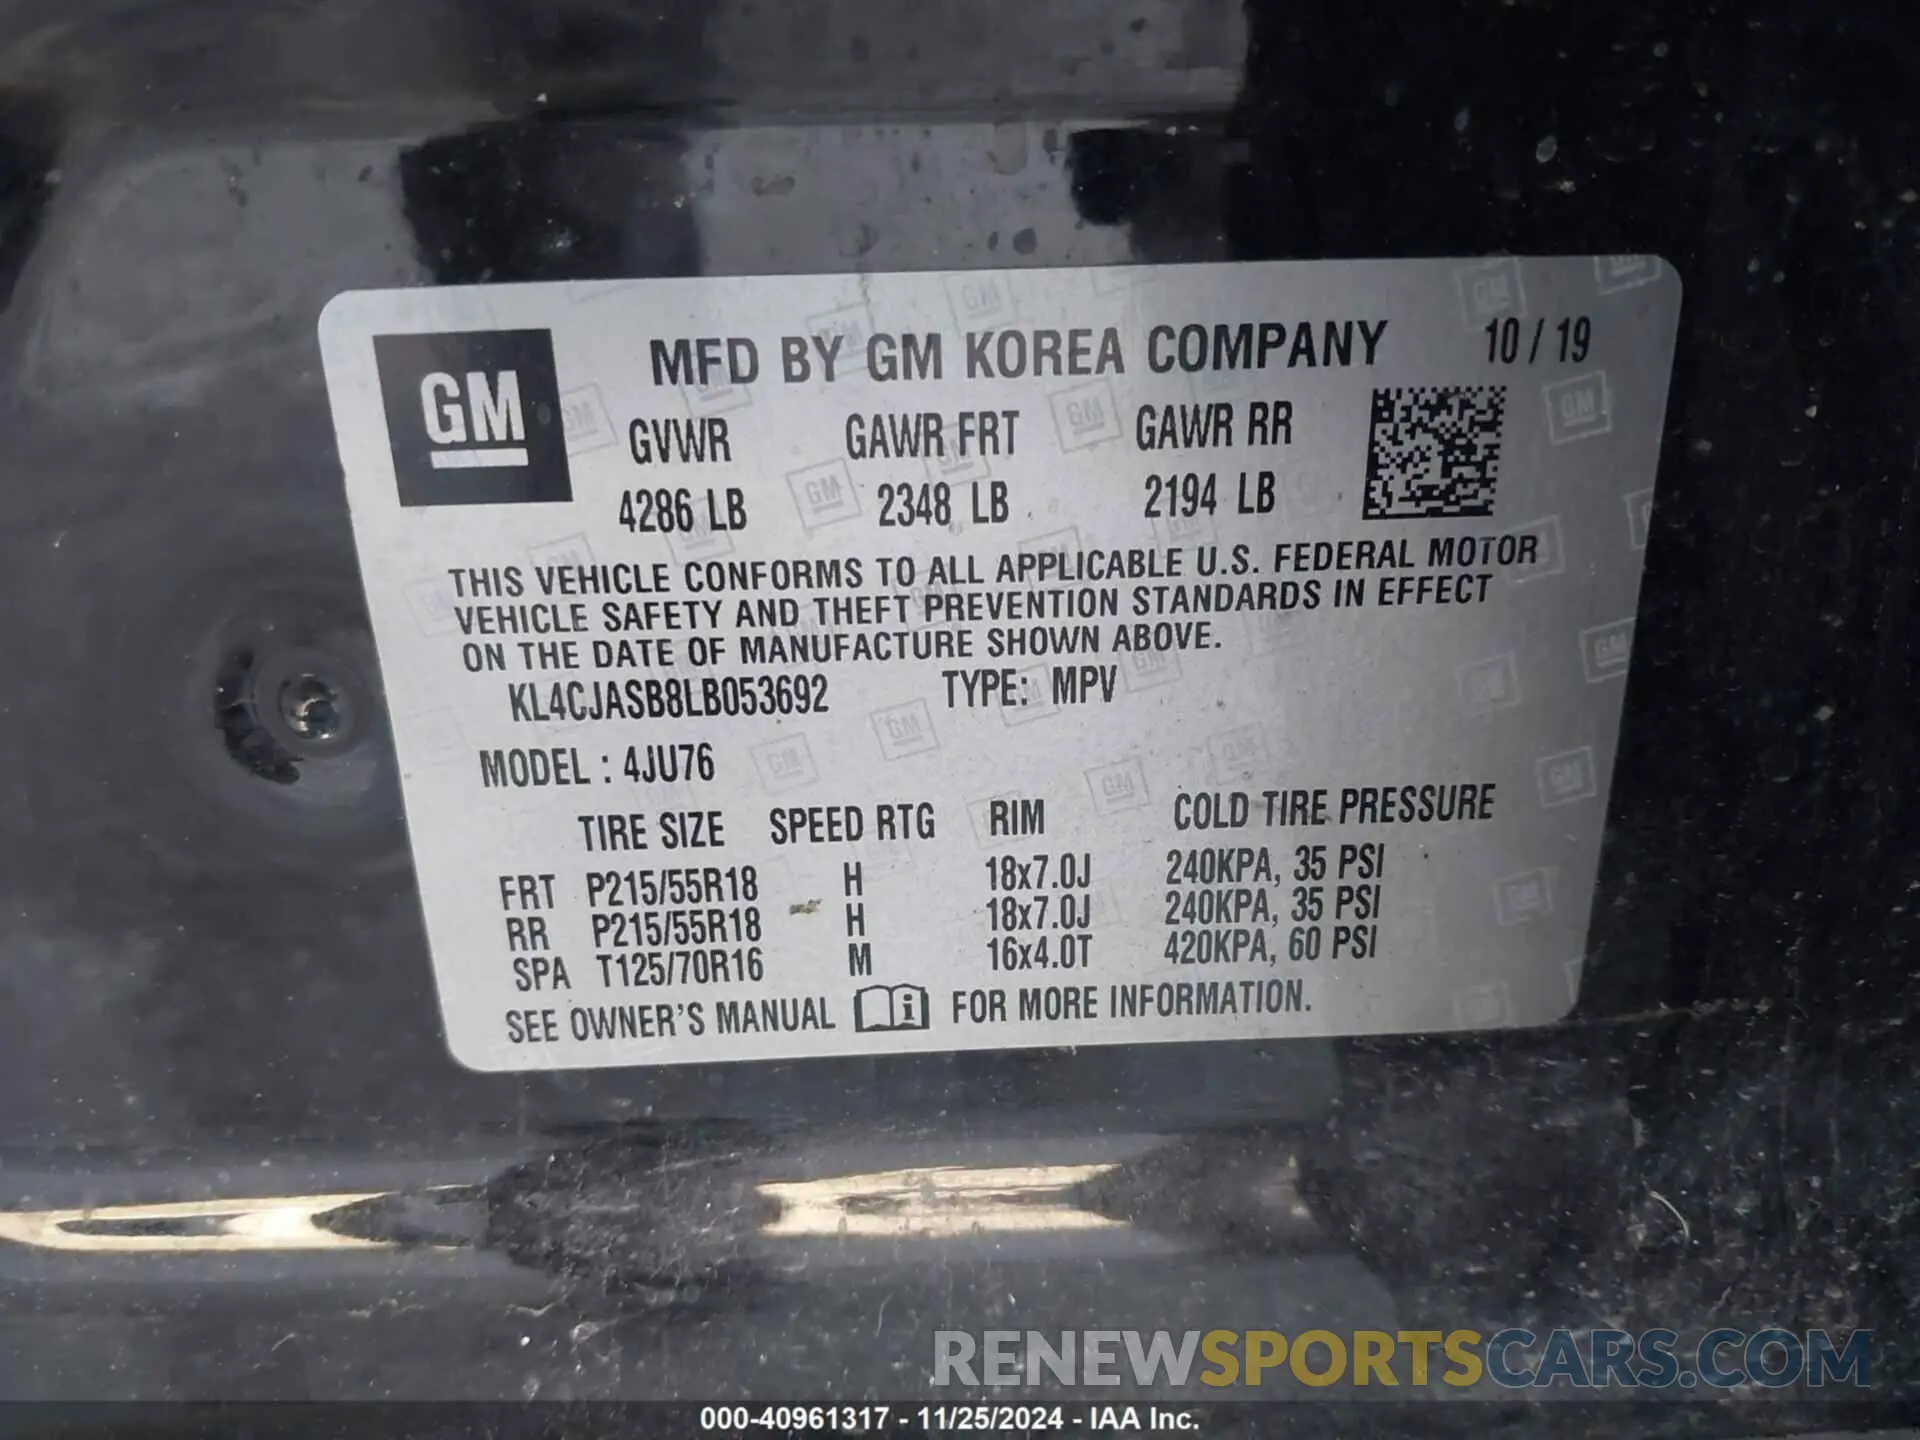 GM
MFD BY GM KOREA COMPANY 10 / 19
GVWR GAWR FRT GAWR RR
4286 LB 2348 LB 2194 LB
THIS VEHICLE CONFORMS TO ALL APPLICABLE U.S. FEDERAL MOTOR
VEHICLE SAFETY AND THEFT PREVENTION STANDARDS IN EFFECT
ON THE DATE OF MANUFACTURE SHOWN ABOVE.
KL4CJASB8LB053692 TYPE: MPV
MODEL : 4JU76
TIRE SIZE SPEED RTG RIM COLD TIRE PRESSURE
FRT P215/55R18 H 18x7.0J 240KPA, 35 PSI
RR P215/55R18 H 18x7.0J 240KPA, 35 PSI
SPA T125/70R16 M 16x4.0T 420KPA, 60 PSI
SEE OWNER'S MANUAL i FOR MORE INFORMATION.
RENEWSPORTSCARS.COM
000-40961317 - 11/25/2024 - IAA Inc.